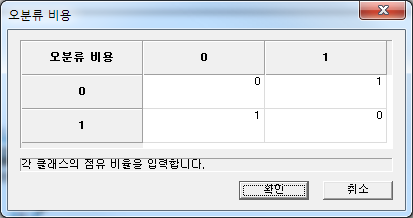 오분류 비용
오분류 비용 0 1
0 0 1
1 1 0
각 클래스의 점유 비율을 입력합니다.
확인 취소